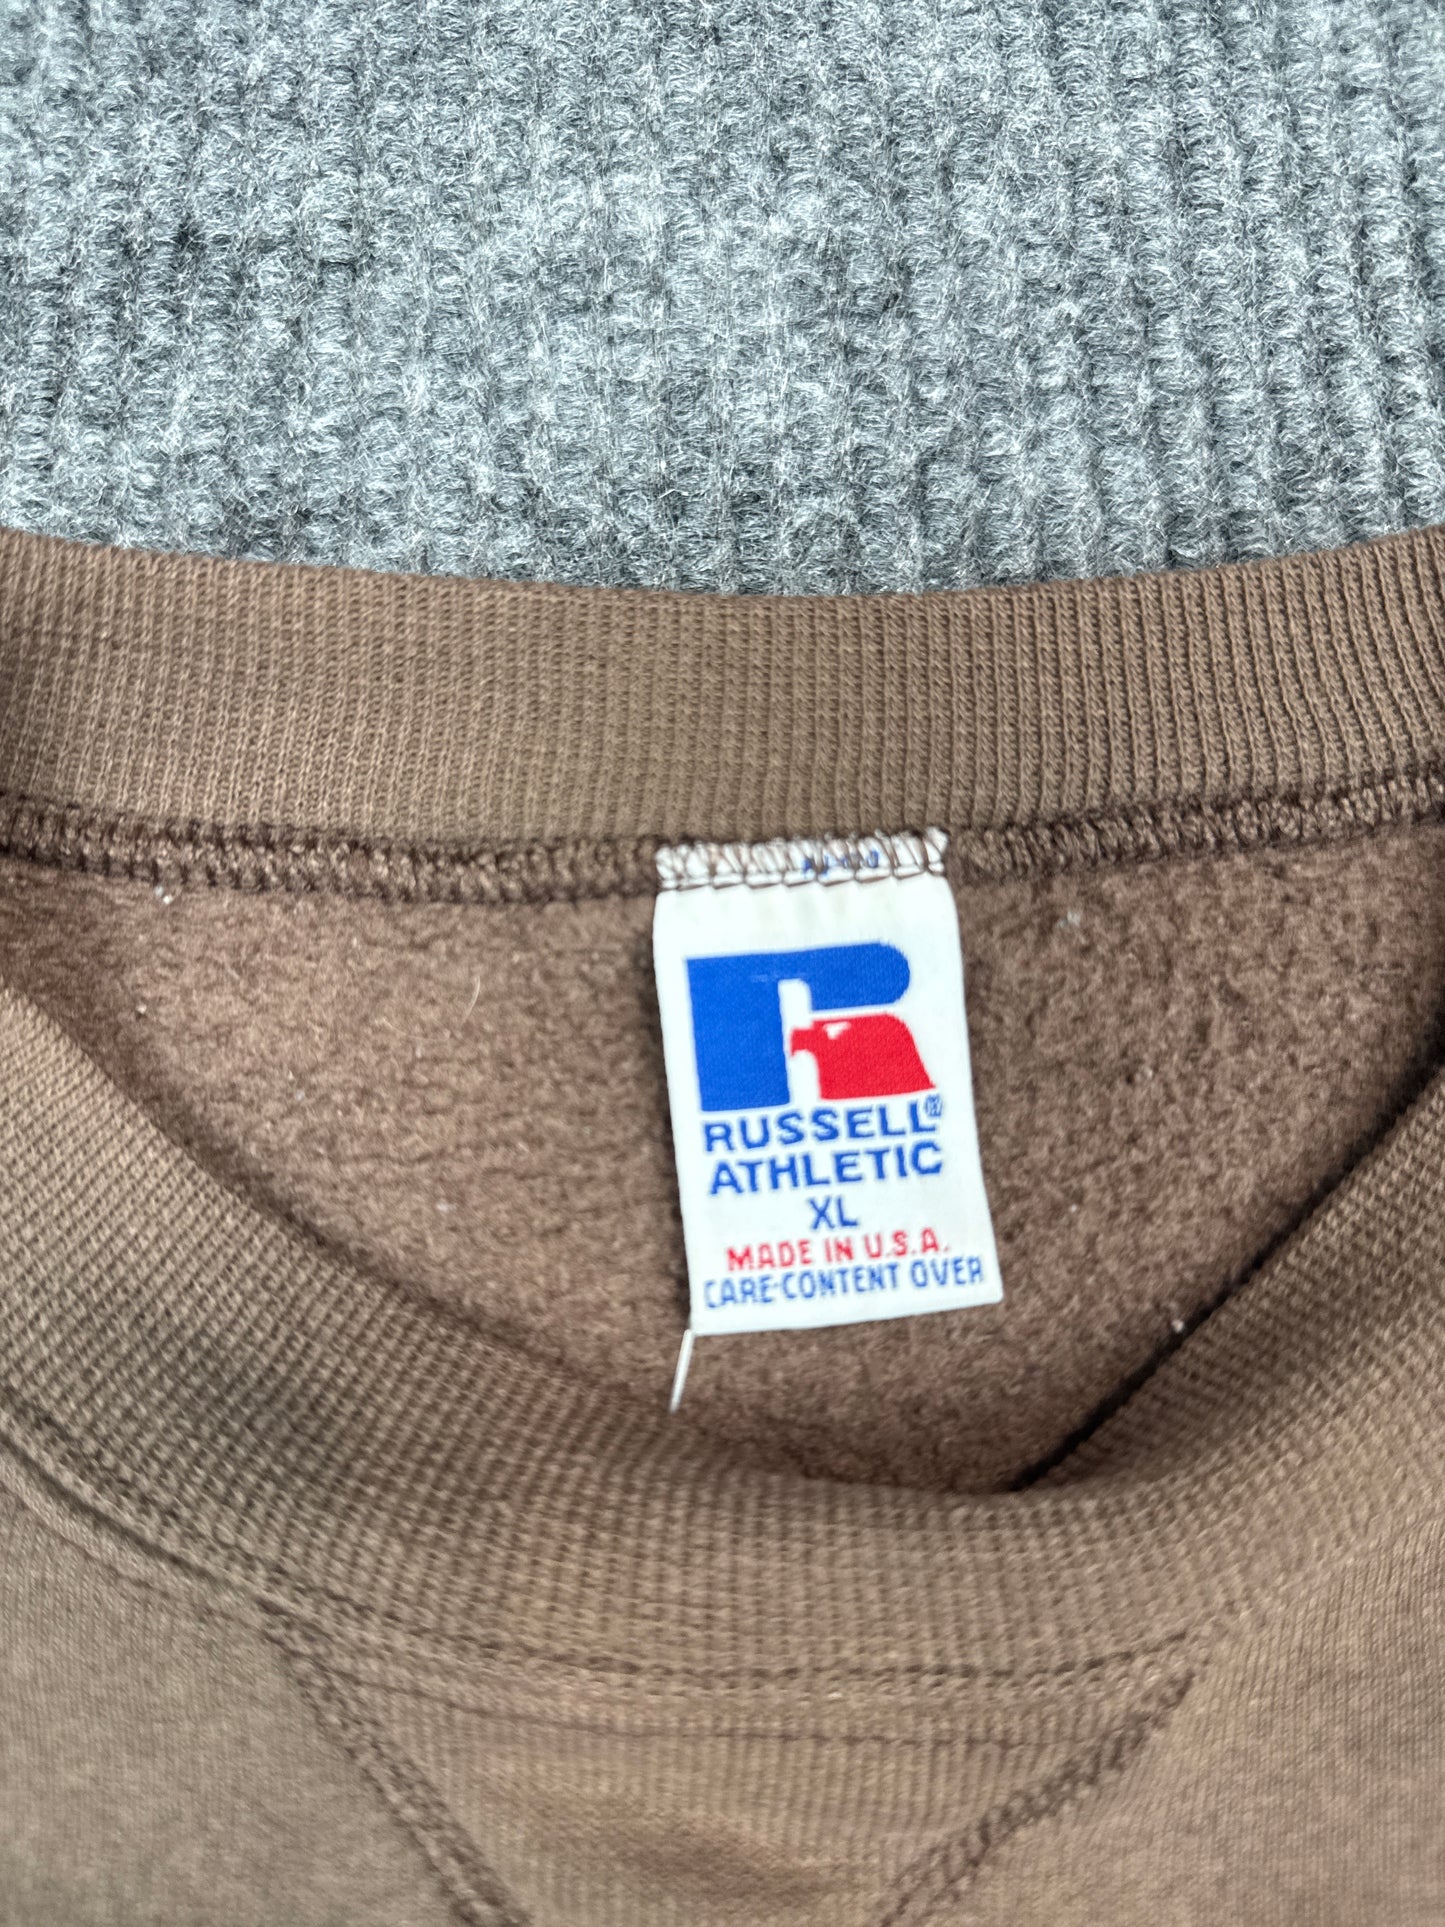 RUSSELL®
ATHLETIC
XL
MADE IN U.S.A.
CARE-CONTENT OVER